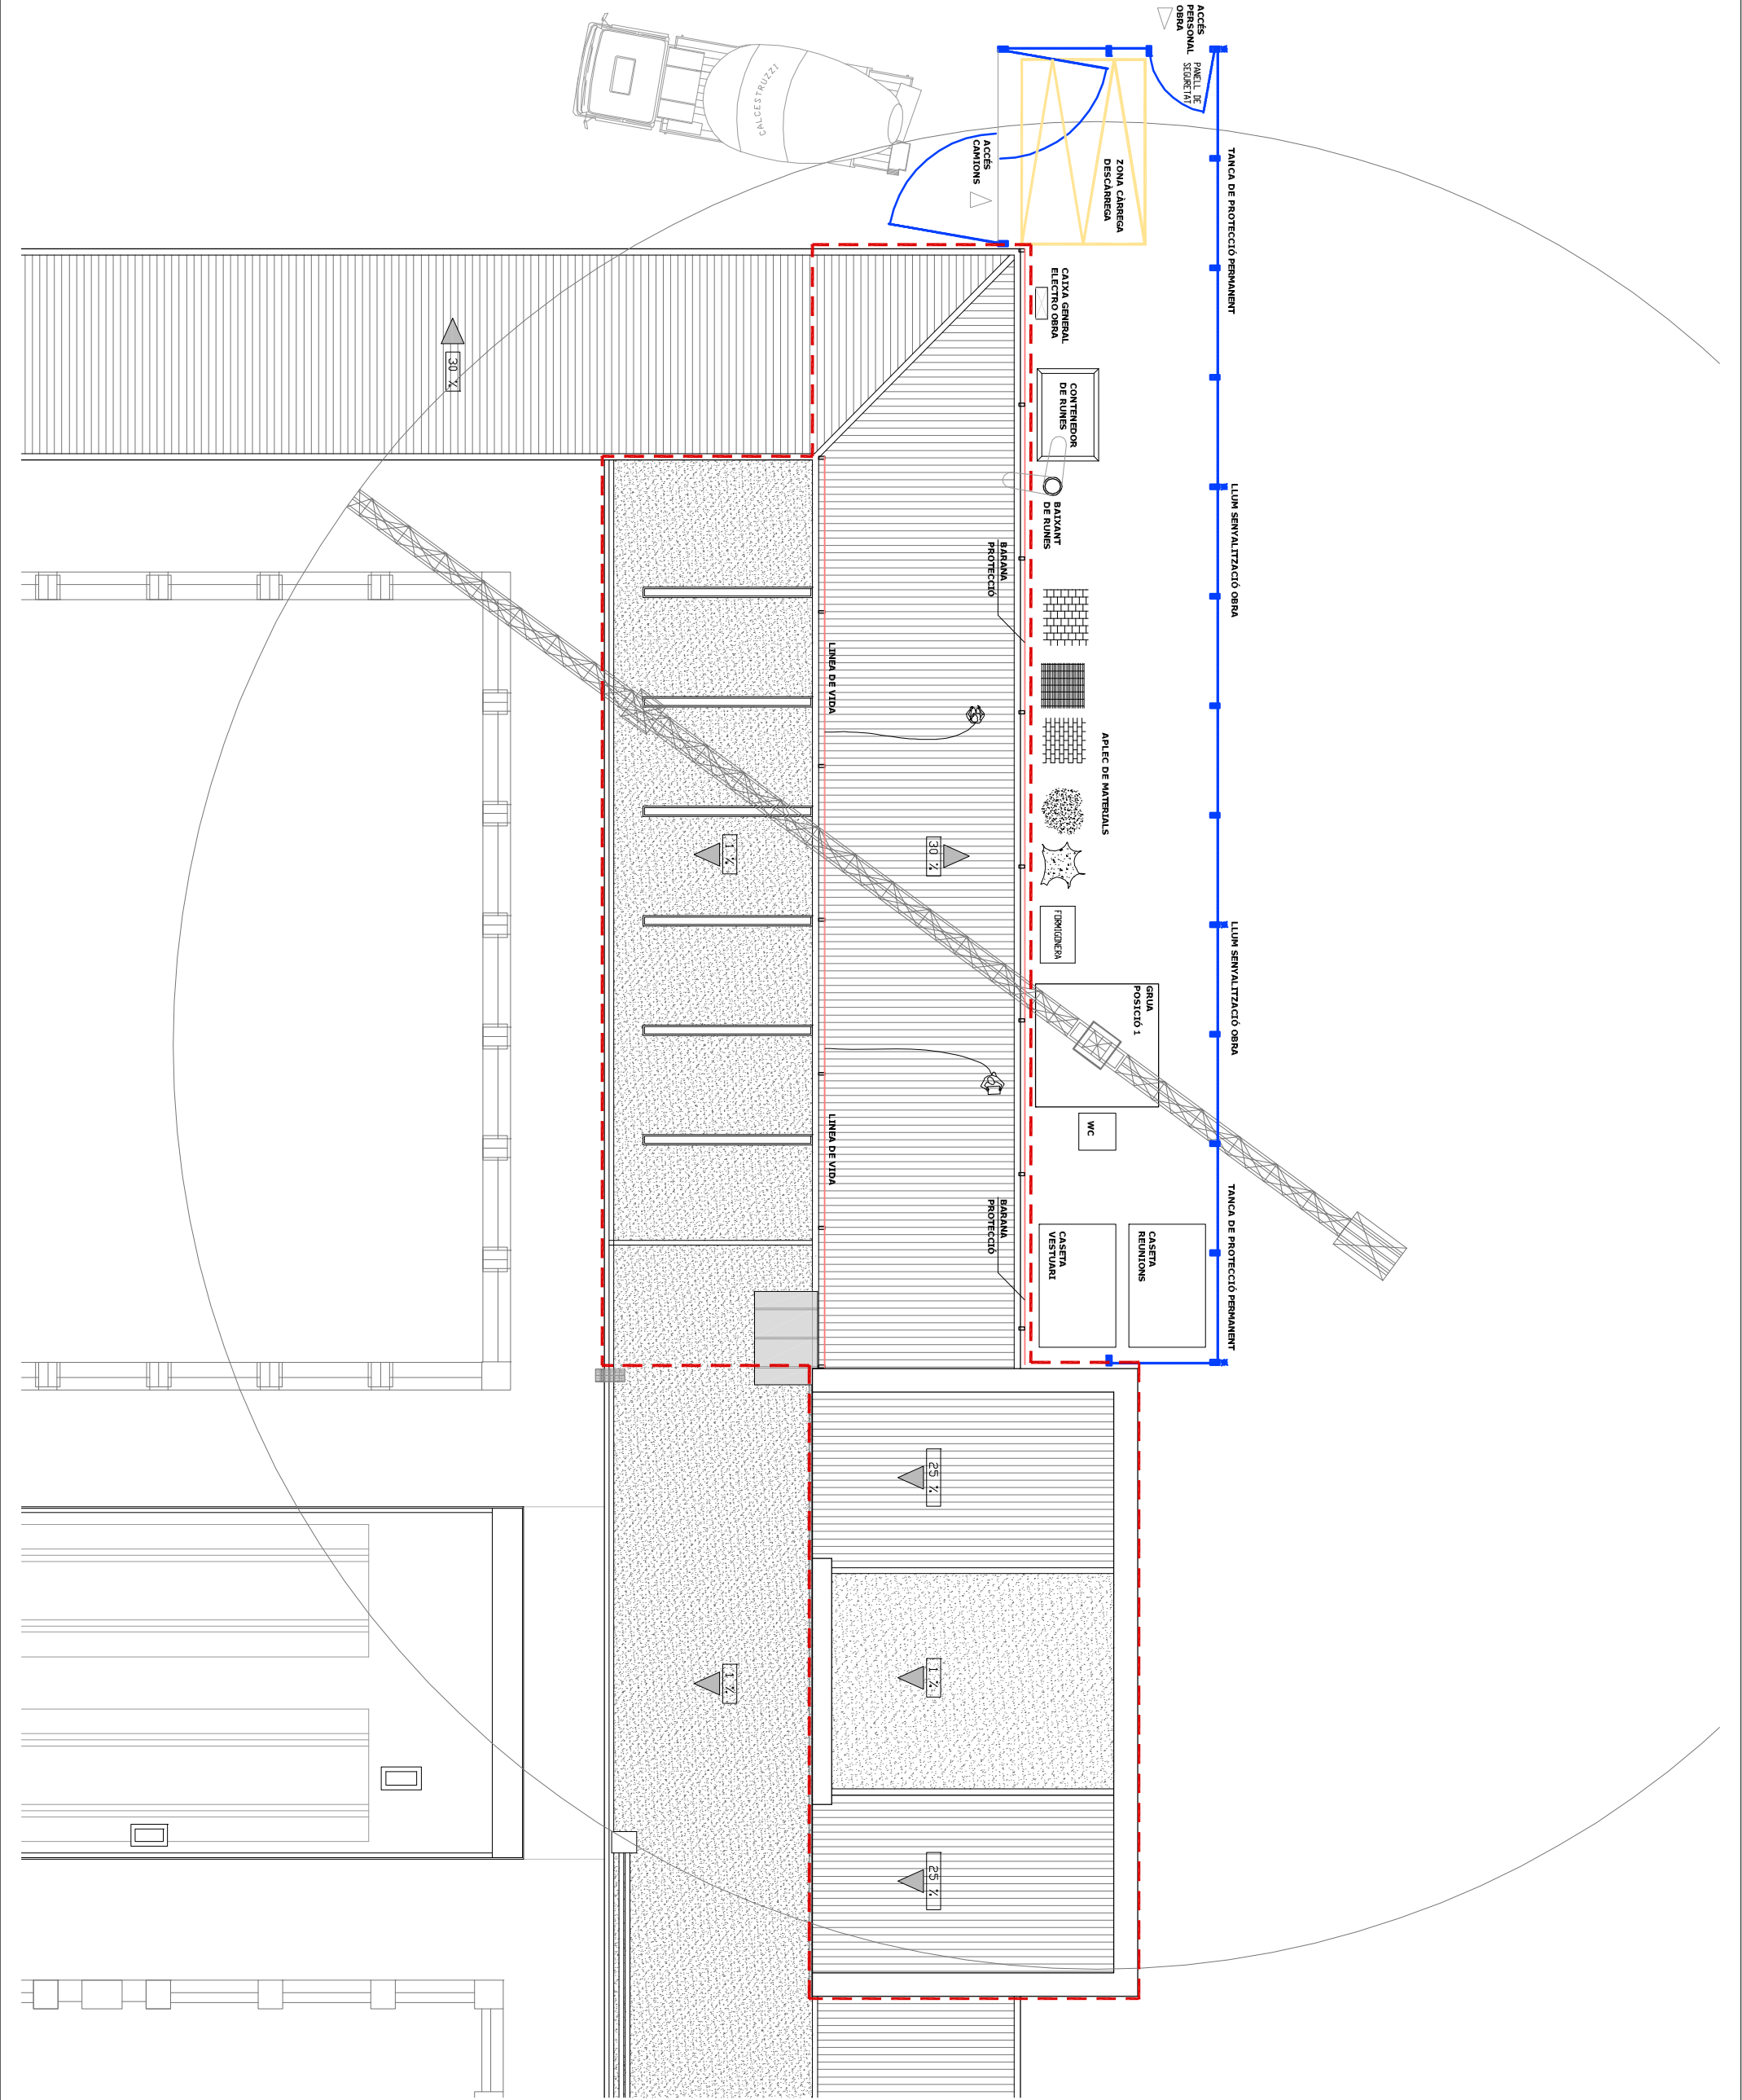 ACCÉS
PERSONAL
OBRA
PANELL DE
SEGURETAT
CALCESTRUZZI
ACCÉS
CAMIONS
ZONA CÀRREGA
DESCÀRREGA
TANCA DE PROTECCIÓ PERMANENT
CAIXA GENERAL
ELECTRO OBRA
30 %
CONTENEDOR
DE RUNES
BAIXANT
DE RUNES
LLUM SENYALITZACIÓ OBRA
BARANA
PROTECCIÓ
LINEA DE VIDA
APLEC DE MATERIALS
1 %
30 %
FORMIGONERA
LLUM SENYALITZACIÓ OBRA
GRUA
POSICIÓ 1
WC
LINEA DE VIDA
BARANA
PROTECCIÓ
CASETA
VESTUARI
CASETA
REUNIONS
TANCA DE PROTECCIÓ PERMANENT
25 %
1 %
1 %
25 %